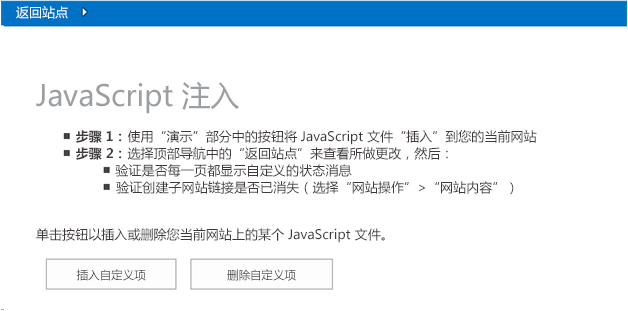 返回站点
JavaScript 注入
步骤 1：使用“演示”部分中的按钮将 JavaScript 文件“插入”到您的当前网站
步骤 2：选择顶部导航中的“返回站点”来查看所做更改，然后：
验证是否每一页都显示自定义的状态消息
验证创建子网站链接是否已消失（选择“网站操作”>“网站内容”）
单击按钮以插入或删除您当前网站上的某个 JavaScript 文件。
插入自定义项 删除自定义项